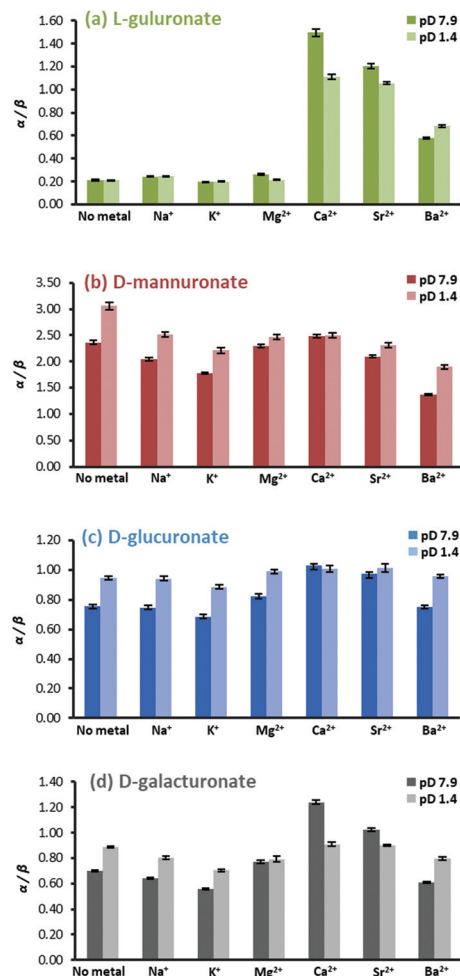 (a) L-guluronate
pD 7.9
pD 1.4
α/β
1.60
1.40
1.20
1.00
0.80
0.60
0.40
0.20
0.00
No metal Na⁺ K⁺ Mg²⁺ Ca²⁺ Sr²⁺ Ba²⁺
(b) D-mannuronate
pD 7.9
pD 1.4
α/β
3.50
3.00
2.50
2.00
1.50
1.00
0.50
0.00
No metal Na⁺ K⁺ Mg²⁺ Ca²⁺ Sr²⁺ Ba²⁺
(c) D-glucuronate
pD 7.9
pD 1.4
α/β
1.20
1.00
0.80
0.60
0.40
0.20
0.00
No metal Na⁺ K⁺ Mg²⁺ Ca²⁺ Sr²⁺ Ba²⁺
(d) D-galacturonate
pD 7.9
pD 1.4
α/β
1.40
1.20
1.00
0.80
0.60
0.40
0.20
0.00
No metal Na⁺ K⁺ Mg²⁺ Ca²⁺ Sr²⁺ Ba²⁺